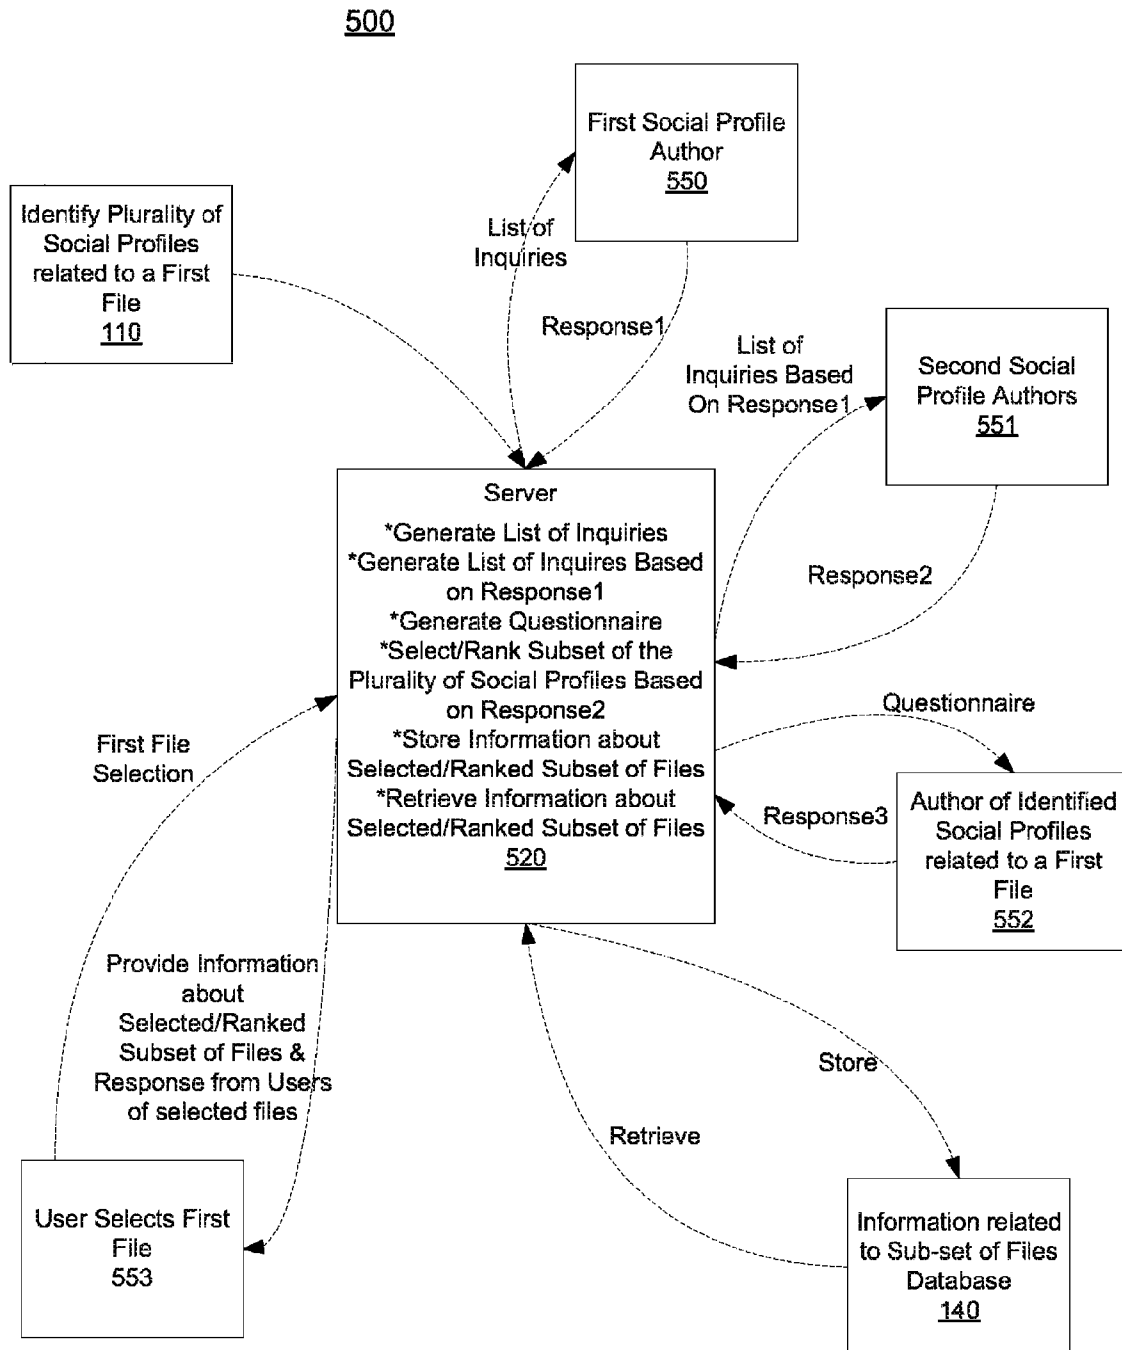 500
First Social Profile
Author
550
Identify Plurality of
Social Profiles
related to a First
File
110
List of
Inquiries
Response1
List of
Inquiries Based
On Response1
Second Social
Profile Authors
551
Response2
Server
*Generate List of Inquiries
*Generate List of Inquires Based
on Response1
*Generate Questionnaire
*Select/Rank Subset of the
Plurality of Social Profiles Based
on Response2
*Store Information about
Selected/Ranked Subset of Files
*Retrieve Information about
Selected/Ranked Subset of Files
520
Questionnaire
Response3
Author of Identified
Social Profiles
related to a First
File
552
First File
Selection
Provide Information
about
Selected/Ranked
Subset of Files &
Response from Users
of selected files
Store
Retrieve
User Selects First
File
553
Information related
to Sub-set of Files
Database
140